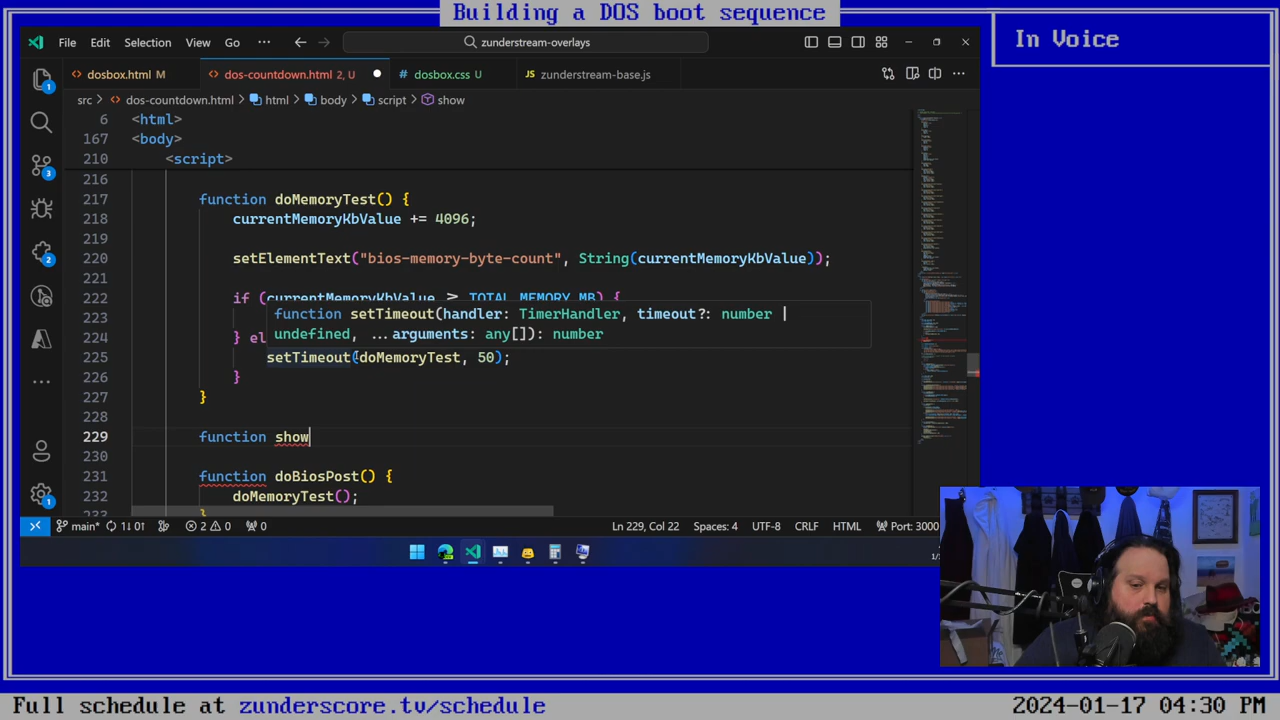 Building a DOS boot sequence
In Voice
File Edit Selection View Go ... zunderstream-overlays
dosbox.html M dos-countdown.html 2, U dosbox.css U zunderstream-base.js
src > dos-countdown.html > html > body > script > show
6 <html>
167 <body>
210 <script>
216
217 function doMemoryTest() {
218 currentMemoryKbValue += 4096;
219
220 setElementText("bios-memory-byte-count", String(currentMemoryKbValue));
221
222 if (currentMemoryKbValue ≥ TOTAL_MEMORY_MB) {
function setTimeout(handler: TimerHandler, timeout?: number |
undefined, ...arguments: any[]): number
225 setTimeout(doMemoryTest, 50);
226 }
227 }
228
229 function show
230
231 function doBiosPost() {
232 doMemoryTest();
233 }
main* 1↓ 0↑ 2 0 0 Ln 229, Col 22 Spaces: 4 UTF-8 CRLF HTML Port: 3000
Full schedule at zunderscore.tv/schedule
2024-01-17 04:30 PM